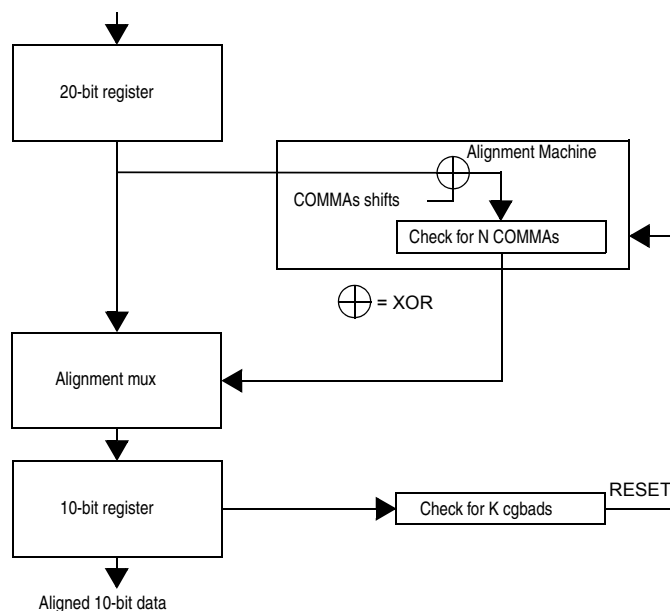 20-bit register
Alignment Machine
COMMAs shifts
Check for N COMMAs
= XOR
Alignment mux
10-bit register
Check for K cgbads
RESET
Aligned 10-bit data